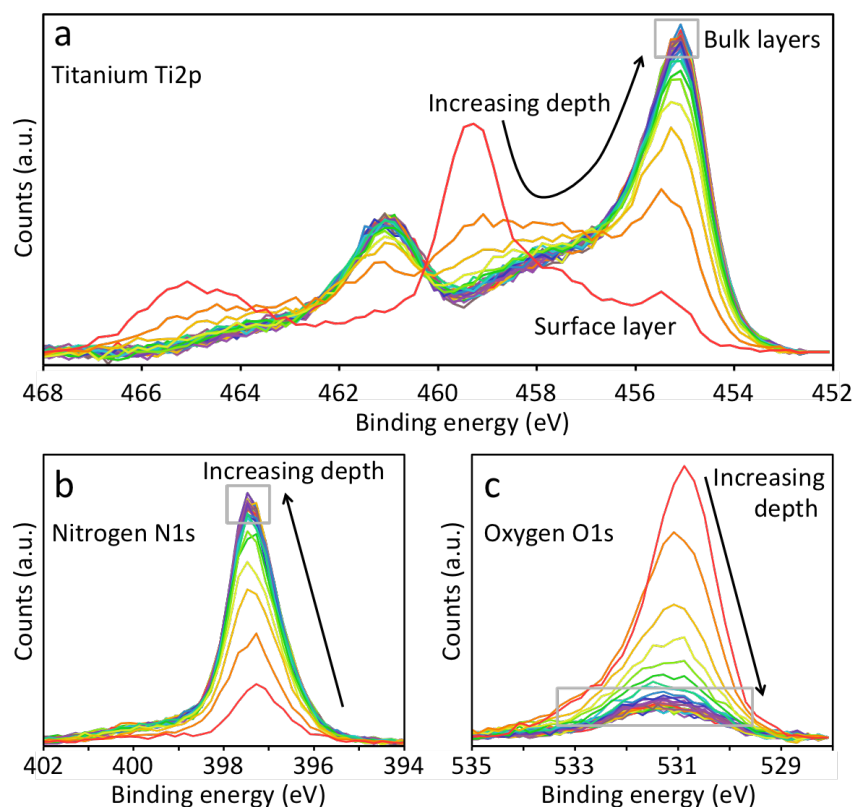 a
Bulk layers
Titanium Ti2p
Increasing depth
Counts (a.u.)
Surface layer
468 466 464 462 460 458 456 454 452
Binding energy (eV)
b
Increasing depth
Nitrogen N1s
Counts (a.u.)
402 400 398 396 394
Binding energy (eV)
c
Increasing
depth
Oxygen O1s
Counts (a.u.)
535 533 531 529
Binding energy (eV)